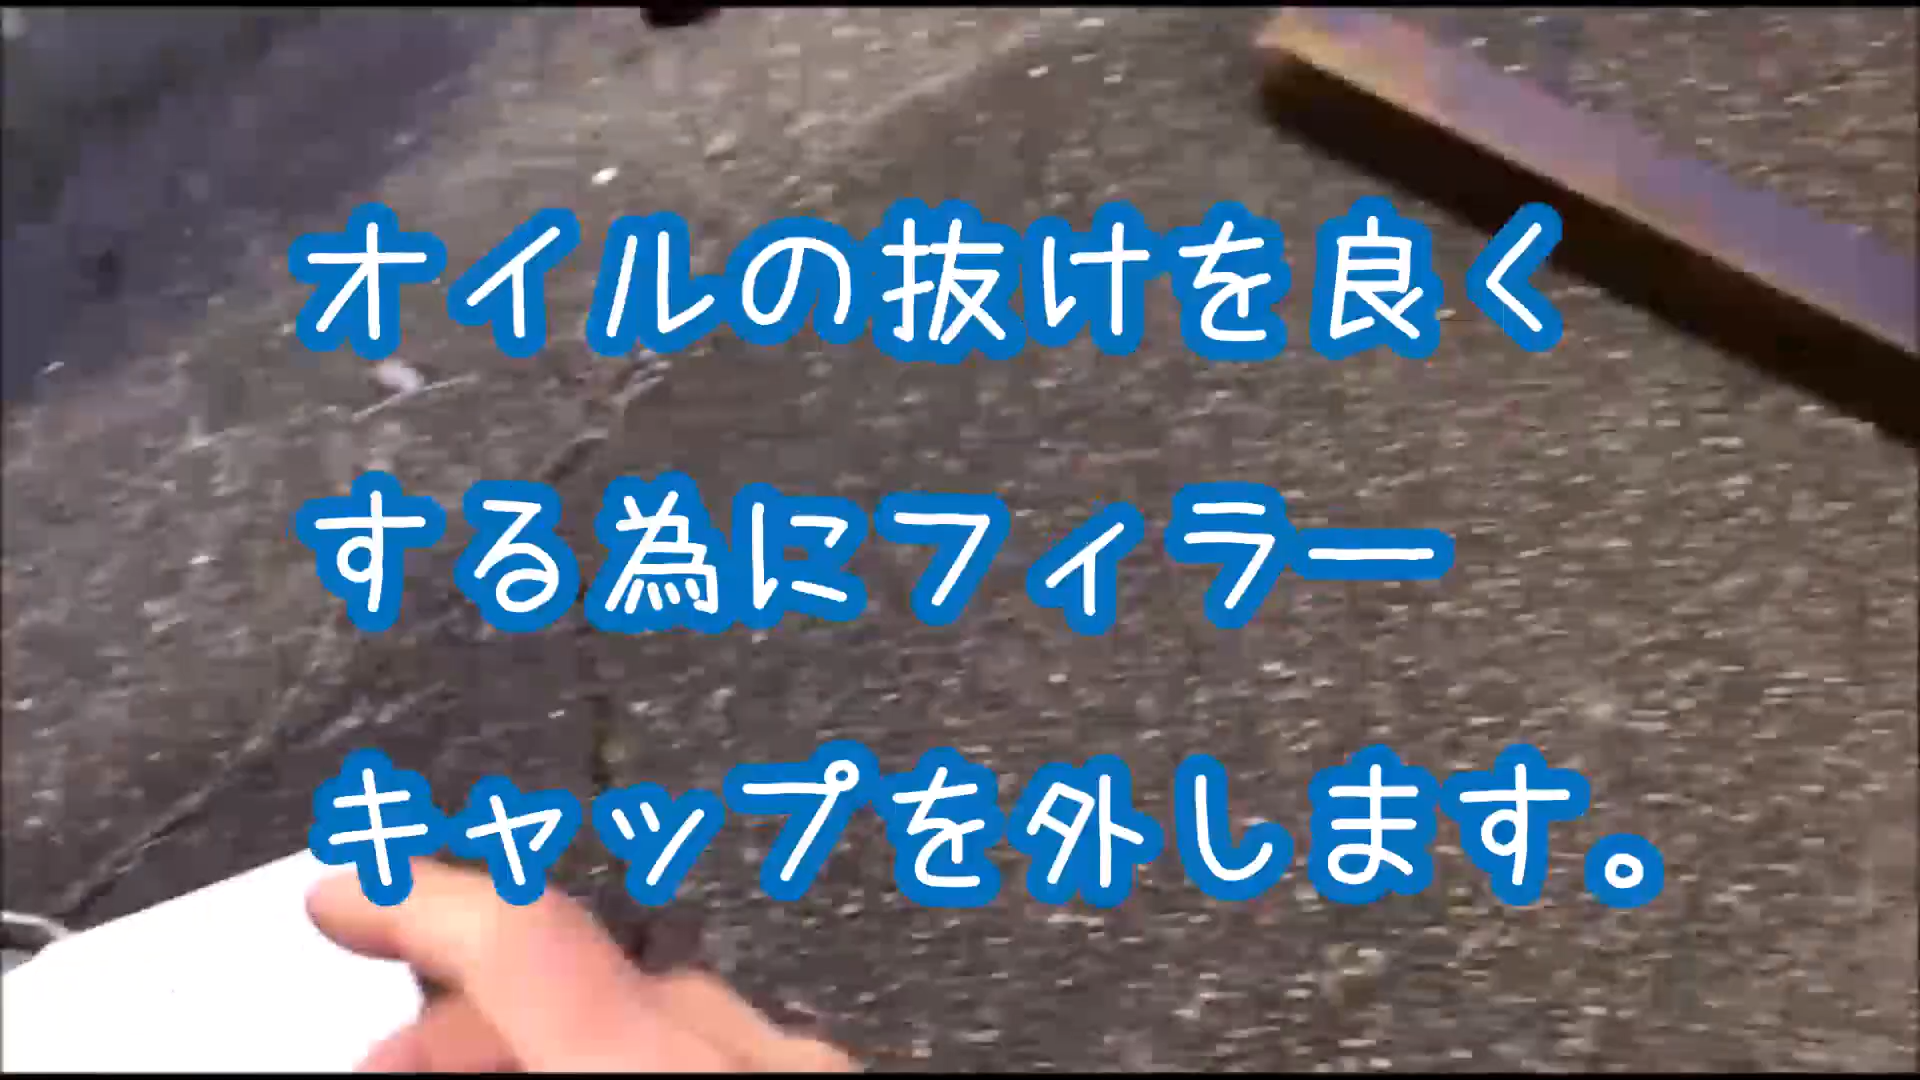 オイルの抜けを良く
する為にフィラー
キャップを外します。